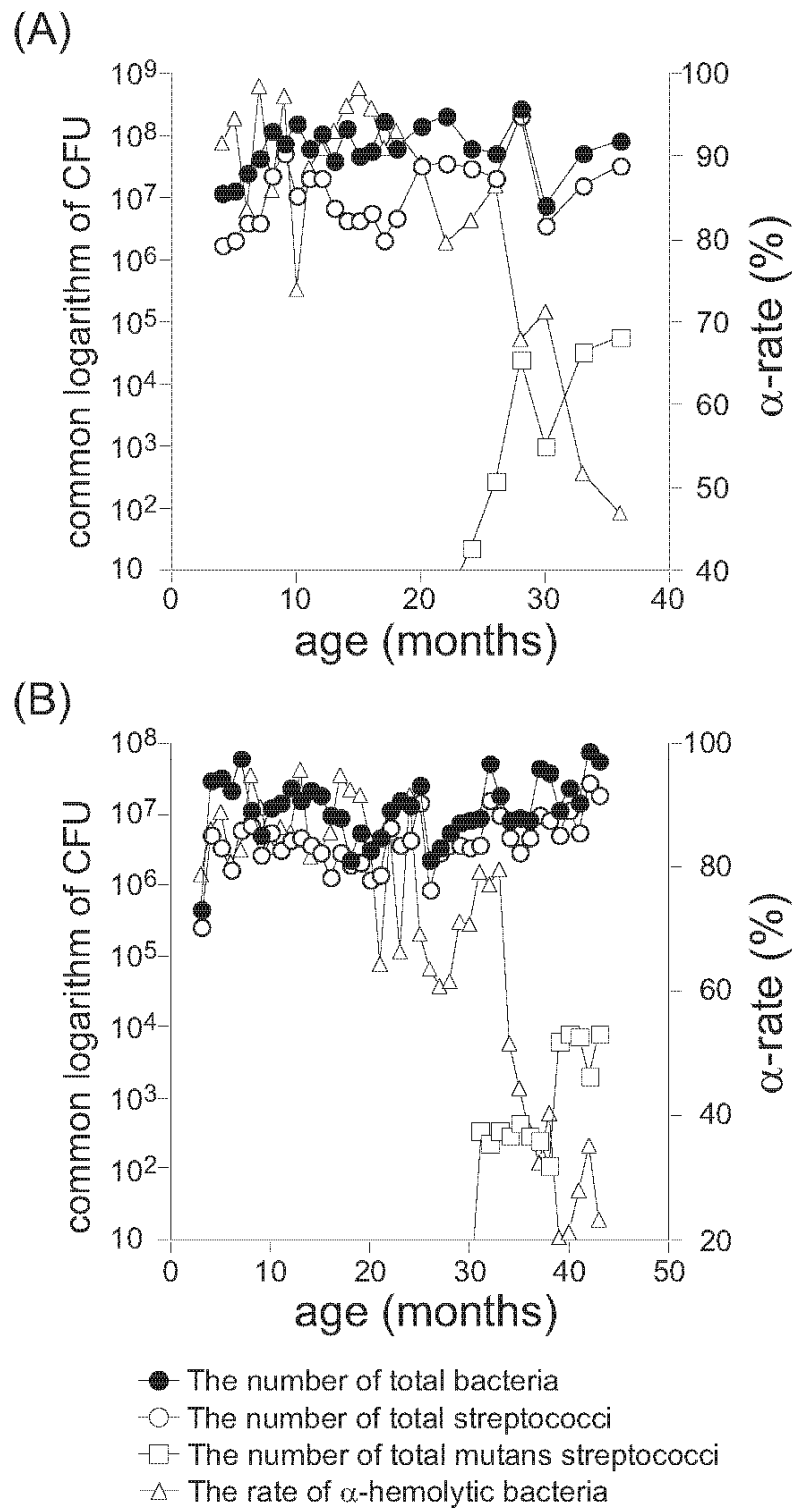 (A)
common logarithm of CFU
10⁹
10⁸
10⁷
10⁶
10⁵
10⁴
10³
10²
10
100
90
80
70
60
50
40
α-rate (%)
0 10 20 30 40
age (months)
(B)
common logarithm of CFU
10⁸
10⁷
10⁶
10⁵
10⁴
10³
10²
10
100
80
60
40
20
α-rate (%)
0 10 20 30 40 50
age (months)
The number of total bacteria
The number of total streptococci
The number of total mutans streptococci
The rate of α-hemolytic bacteria